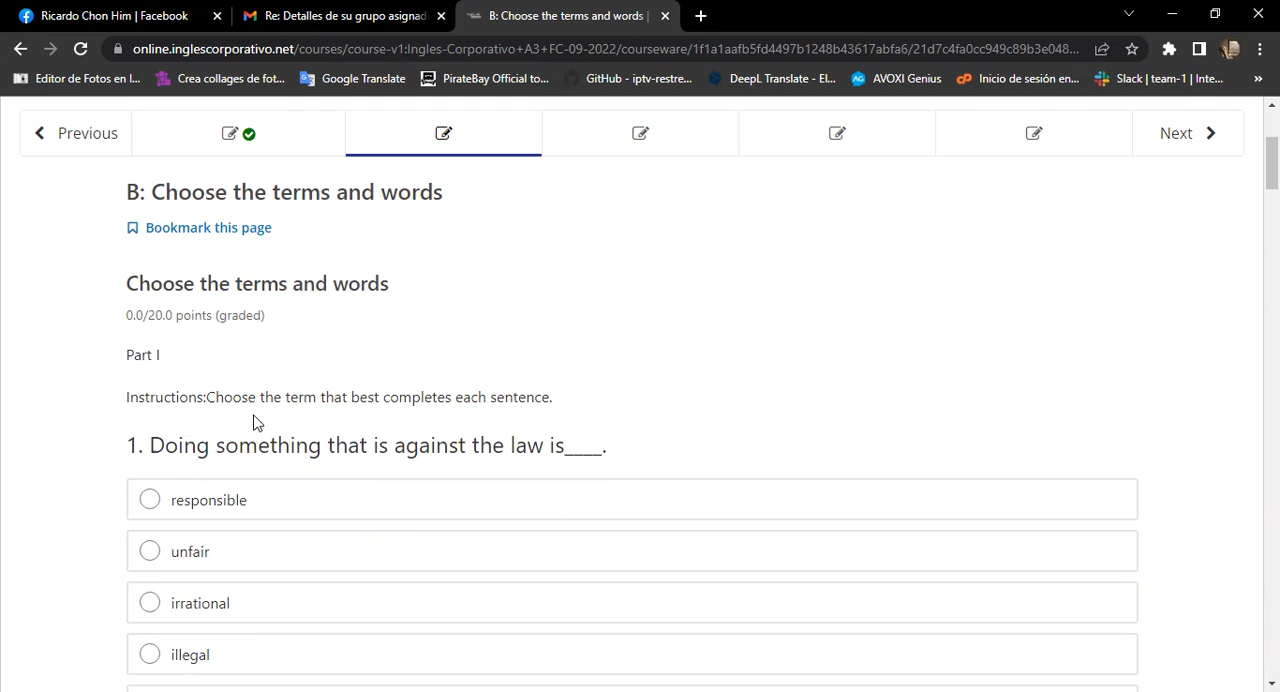 Ricardo Chon Him | Facebook
Re: Detalles de su grupo asignad
B: Choose the terms and words |
online.inglescorporativo.net/courses/course-v1:Ingles-Corporativo+A3+FC-09-2022/courseware/1f1a1aafb5fd4497b1248b43617abfa6/21d7c4fa0cc949c89b3e048...
Editor de Fotos en l...
Crea collages de fot...
Google Translate
PirateBay Official to...
GitHub - iptv-restre...
DeepL Translate - El...
AVOXI Genius
Inicio de sesión en...
Slack | team-1 | Inte...
»
Previous
Next
B: Choose the terms and words
Bookmark this page
Choose the terms and words
0.0/20.0 points (graded)
Part I
Instructions:Choose the term that best completes each sentence.
1. Doing something that is against the law is____.
responsible
unfair
irrational
illegal